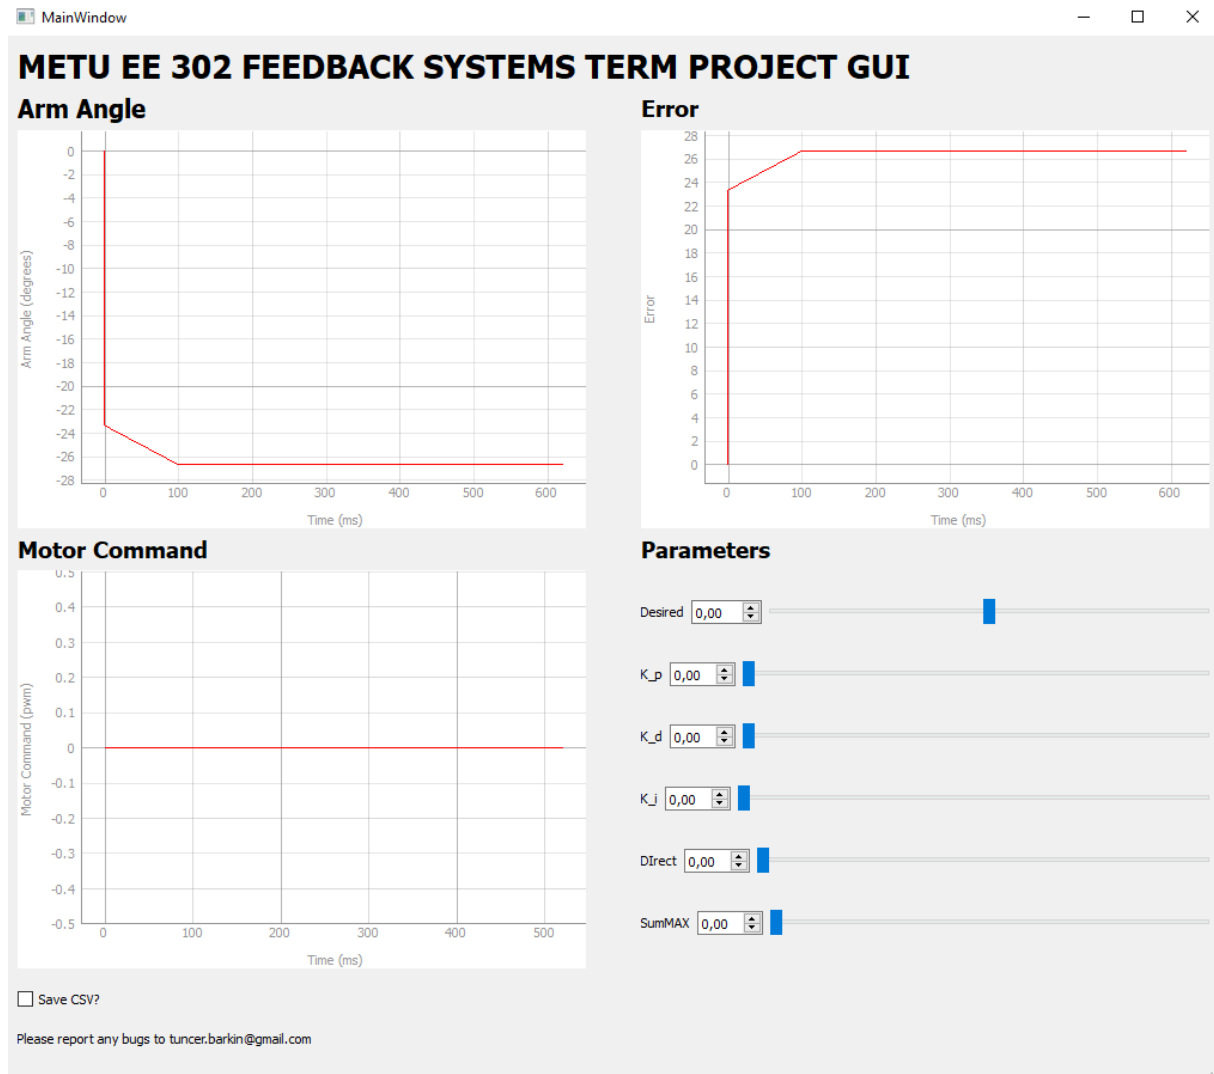 MainWindow
METU EE 302 FEEDBACK SYSTEMS TERM PROJECT GUI
Arm Angle
Error
0
-2
-4
-6
-8
-10
-12
-14
-16
-18
-20
-22
-24
-26
-28
Arm Angle (degrees)
0 100 200 300 400 500 600
Time (ms)
28
26
24
22
20
18
16
14
12
10
8
6
4
2
0
Error
0 100 200 300 400 500 600
Time (ms)
Motor Command
Parameters
0.5
0.4
0.3
0.2
0.1
0
-0.1
-0.2
-0.3
-0.4
-0.5
Motor Command (pwm)
0 100 200 300 400 500
Time (ms)
Desired 0,00
K_p 0,00
K_d 0,00
K_i 0,00
DIrect 0,00
SumMAX 0,00
Save CSV?
Please report any bugs to tuncer.barkin@gmail.com